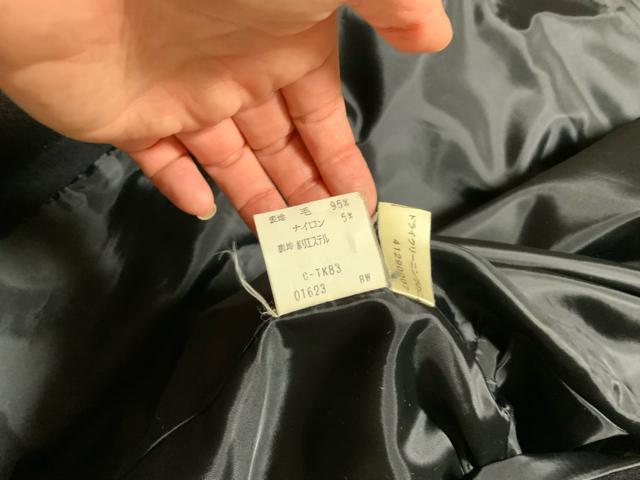 表地 毛 95%
ナイロン 5%
裏地 ポリエステル
C-TK83
01623 RW
ドライクリーニング